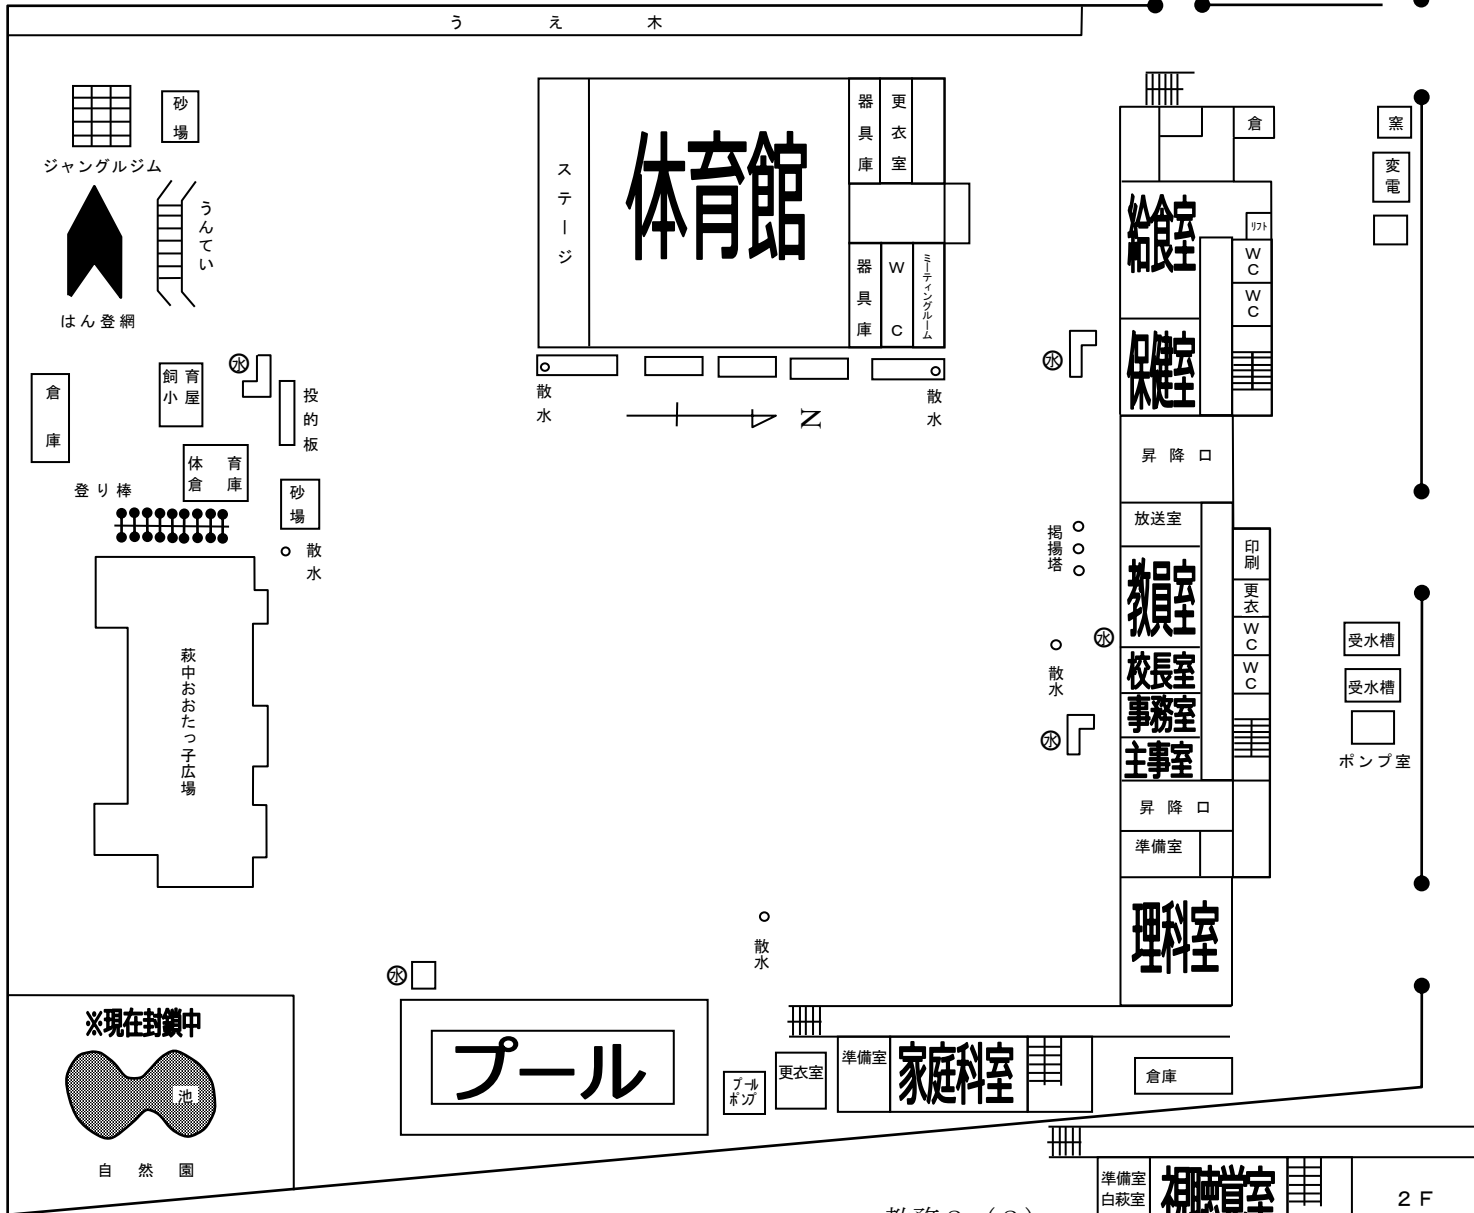 うえ木
砂場
ジャングルジム
うんてい
はん登網
ステージ
体育館
器具庫
更衣室
器具庫
WC
ミーティングルーム
倉
窯
変電
給食室
リフト
WC
WC
保健室
水
水
倉庫
飼育
小屋
投的板
散水
散水
N
体育
倉庫
登り棒
砂場
散水
昇降口
放送室
掲揚塔
教員室
印刷
更衣
WC
WC
水
校長室
事務室
主事室
散水
水
受水槽
受水槽
ポンプ室
萩中おおたっ子広場
昇降口
準備室
理科室
散水
水
※現在封鎖中
池
自然園
プール
プール
ポンプ
更衣室
準備室
家庭科室
倉庫
準備室
白萩室
視聴覚室
2F